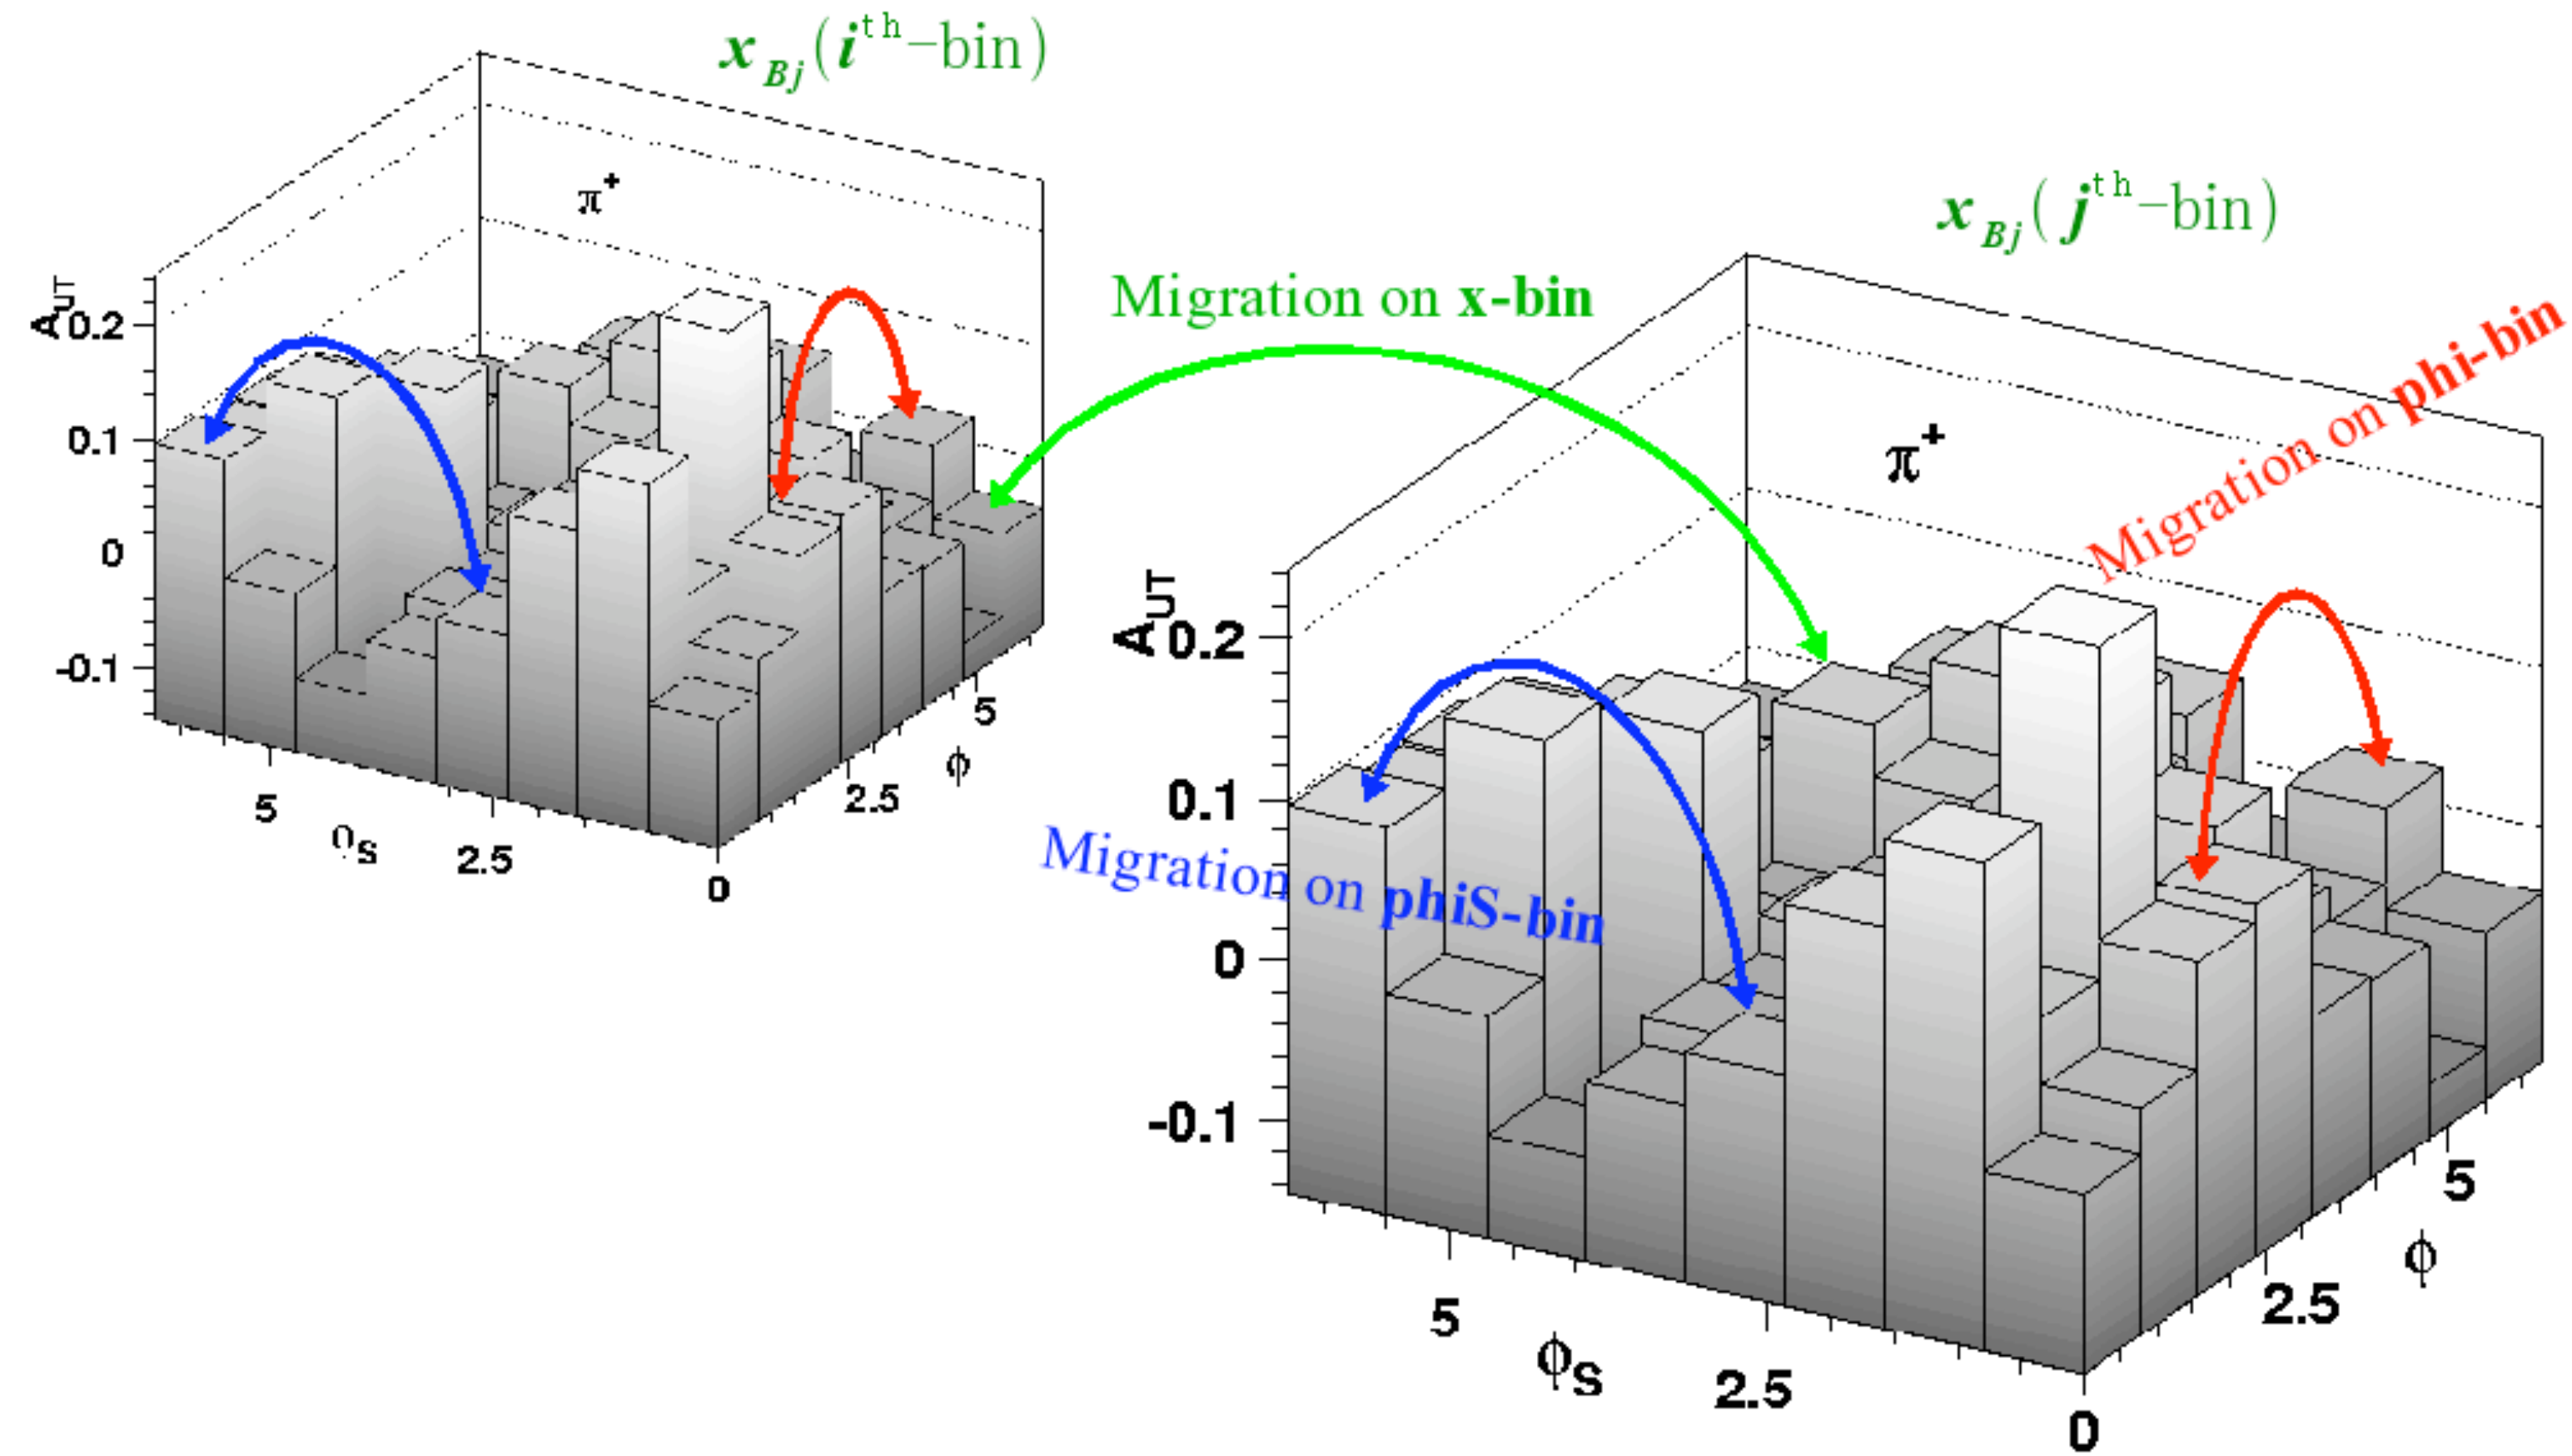 x_Bj(i^th-bin)
π+
A_UT
0.2
0.1
0
-0.1
5
ϕS
2.5
0
2.5
5
ϕ
Migration on x-bin
x_Bj(j^th-bin)
π+
Migration on phi-bin
Migration on phiS-bin
A_UT
0.2
0.1
0
-0.1
5
ϕS
2.5
0
2.5
5
ϕ